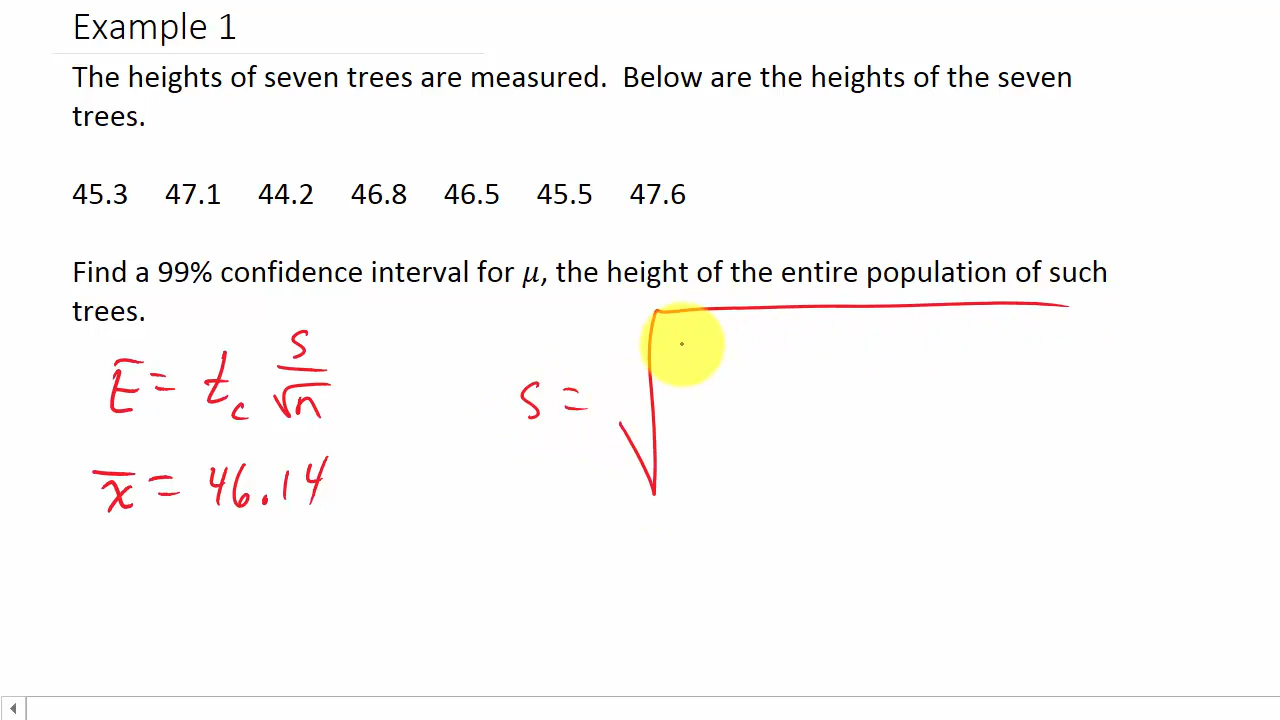 Example 1
The heights of seven trees are measured. Below are the heights of the seven
trees.
45.3 47.1 44.2 46.8 46.5 45.5 47.6
Find a 99% confidence interval for μ, the height of the entire population of such
trees.
E = t_c s/√n
s = √
x̄ = 46.14